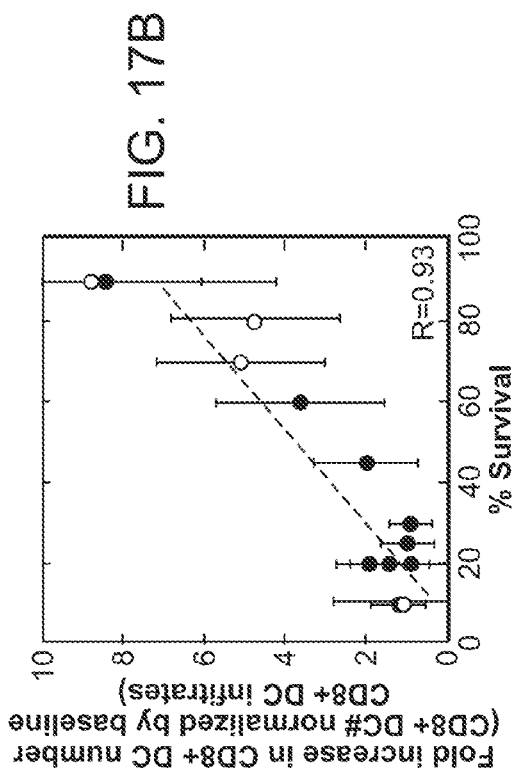 FIG. 17B
Fold increase in CD8+ DC number
(CD8+ DC# normalized by baseline
CD8+ DC infitrates)
10
8
6
4
2
0
R=0.93
0 20 40 60 80 100
% Survival